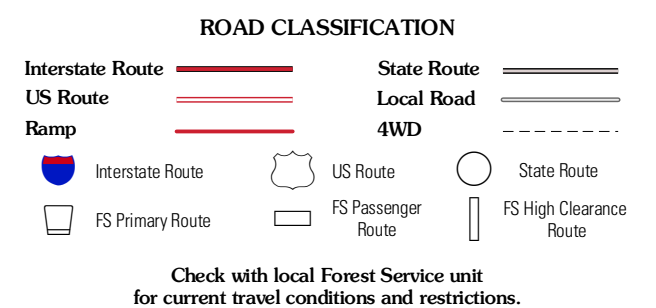 ROAD CLASSIFICATION
Interstate Route
State Route
US Route
Local Road
Ramp
4WD
Interstate Route
US Route
State Route
FS Primary Route
FS Passenger
Route
FS High Clearance
Route
Check with local Forest Service unit
for current travel conditions and restrictions.